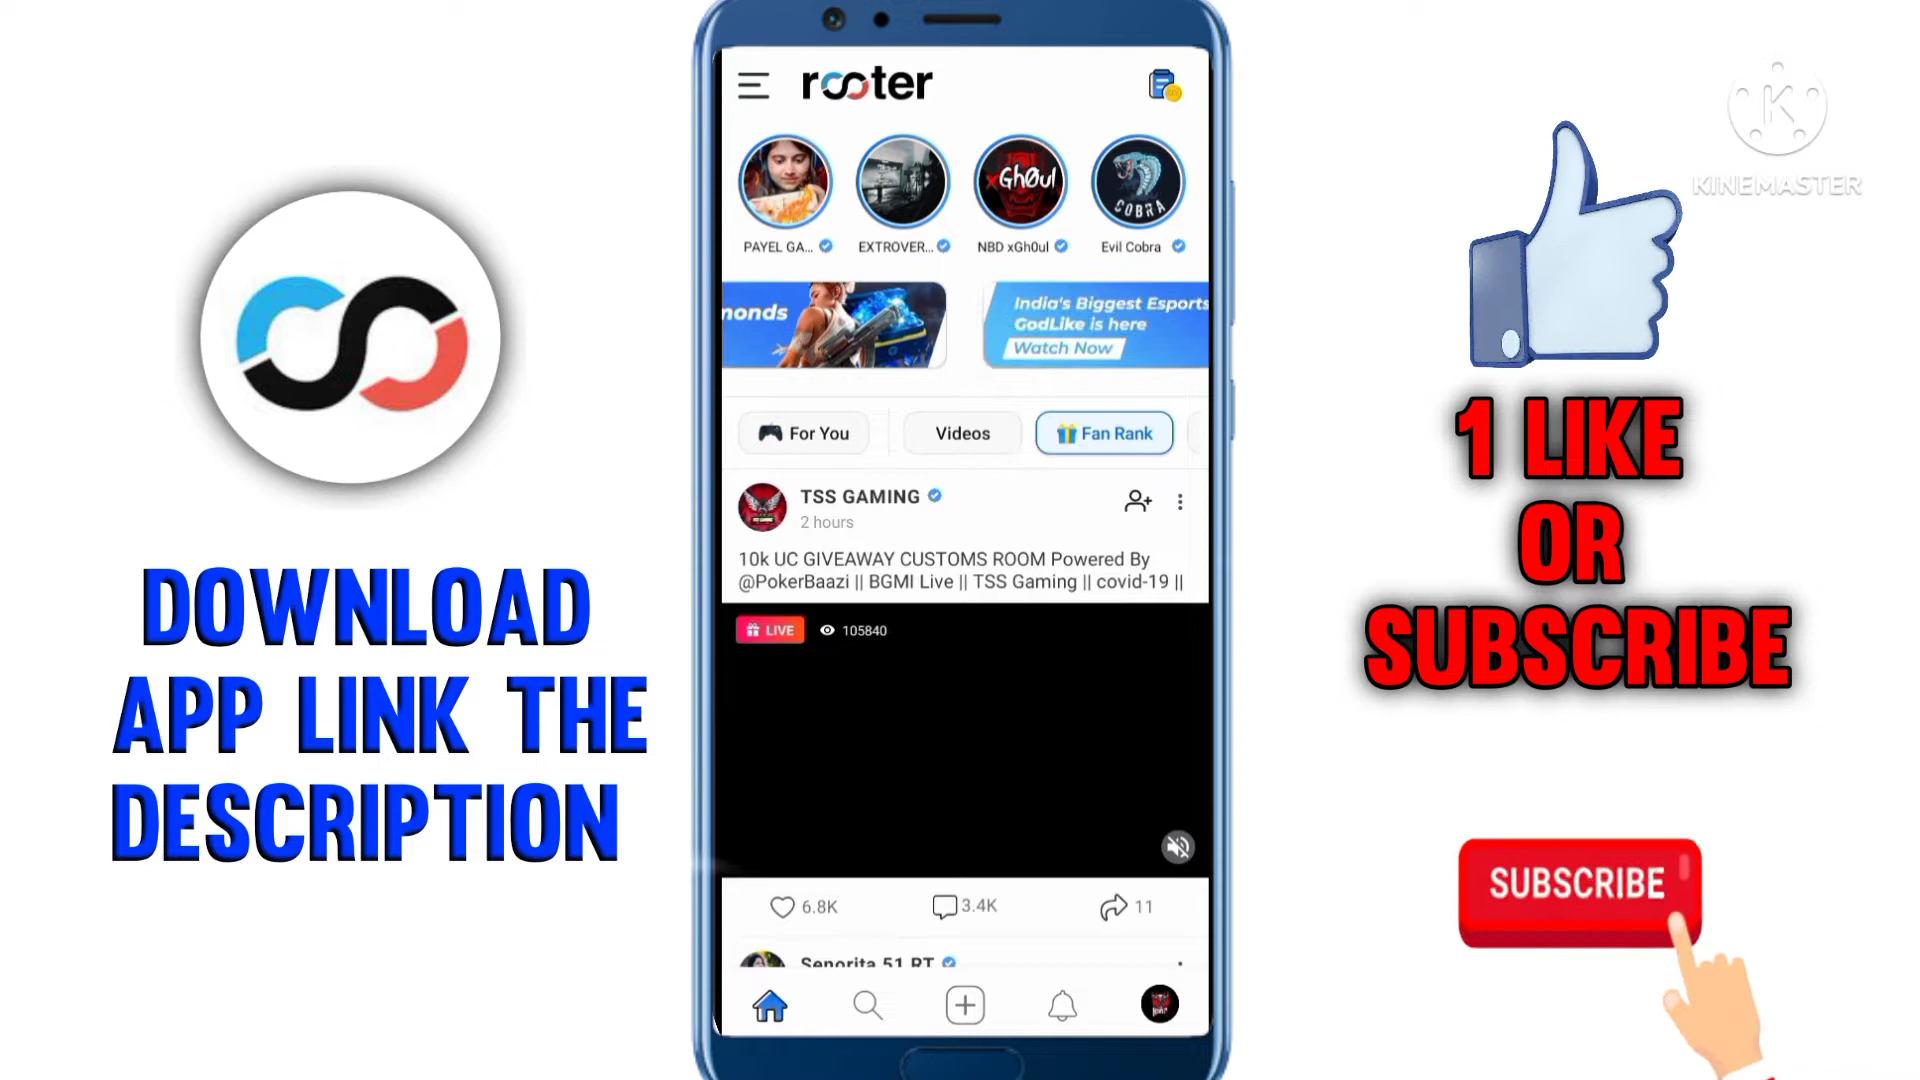 rooter
KINEMASTER
PAYEL GA...
EXTROVER...
NBD xGh0ul
Evil Cobra
xGh0ul
COBRA
monds
India's Biggest Esports
GodLike is here
Watch Now
For You
Videos
Fan Rank
TSS GAMING
2 hours
10k UC GIVEAWAY CUSTOMS ROOM Powered By
@PokerBaazi || BGMI Live || TSS Gaming || covid-19 ||
LIVE
105840
6.8K
3.4K
11
Senorita 51 RT
DOWNLOAD
APP LINK THE
DESCRIPTION
1 LIKE
OR
SUBSCRIBE
SUBSCRIBE